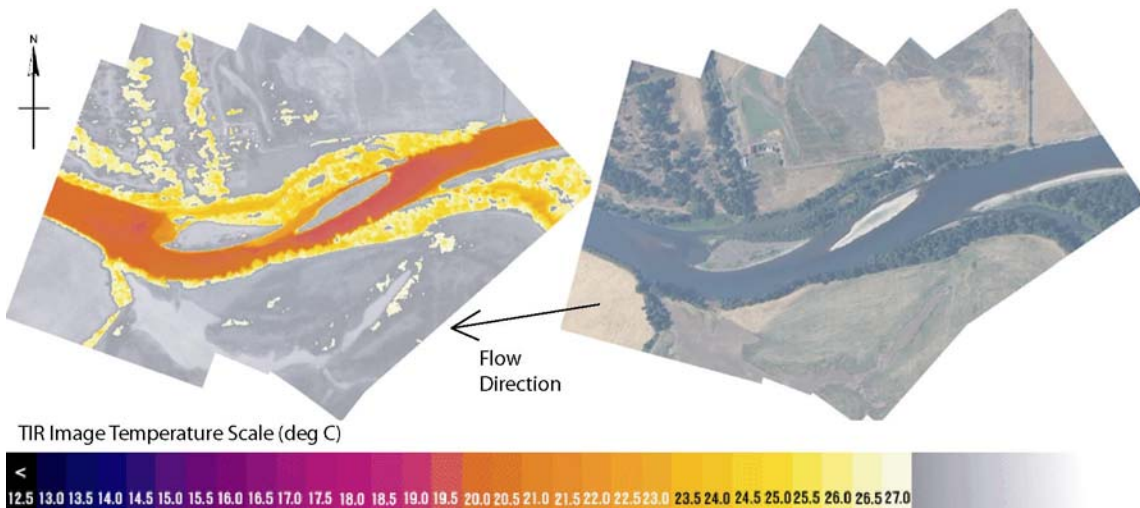 N
Flow
Direction
TIR Image Temperature Scale (deg C)
<
12.5 13.0 13.5 14.0 14.5 15.0 15.5 16.0 16.5 17.0 17.5 18.0 18.5 19.0 19.5 20.0 20.5 21.0 21.5 22.0 22.5 23.0 23.5 24.0 24.5 25.0 25.5 26.0 26.5 27.0